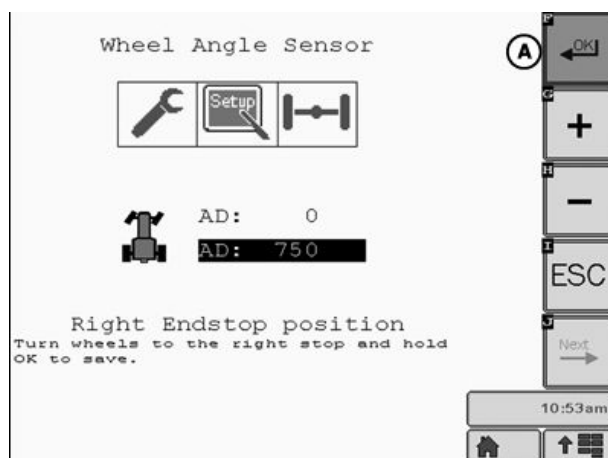 Wheel Angle Sensor
Setup
AD: 0
AD: 750
Right Endstop position
Turn wheels to the right stop and hold
OK to save.
A
F
OK
G
+
H
−
I
ESC
J
Next
10:53am